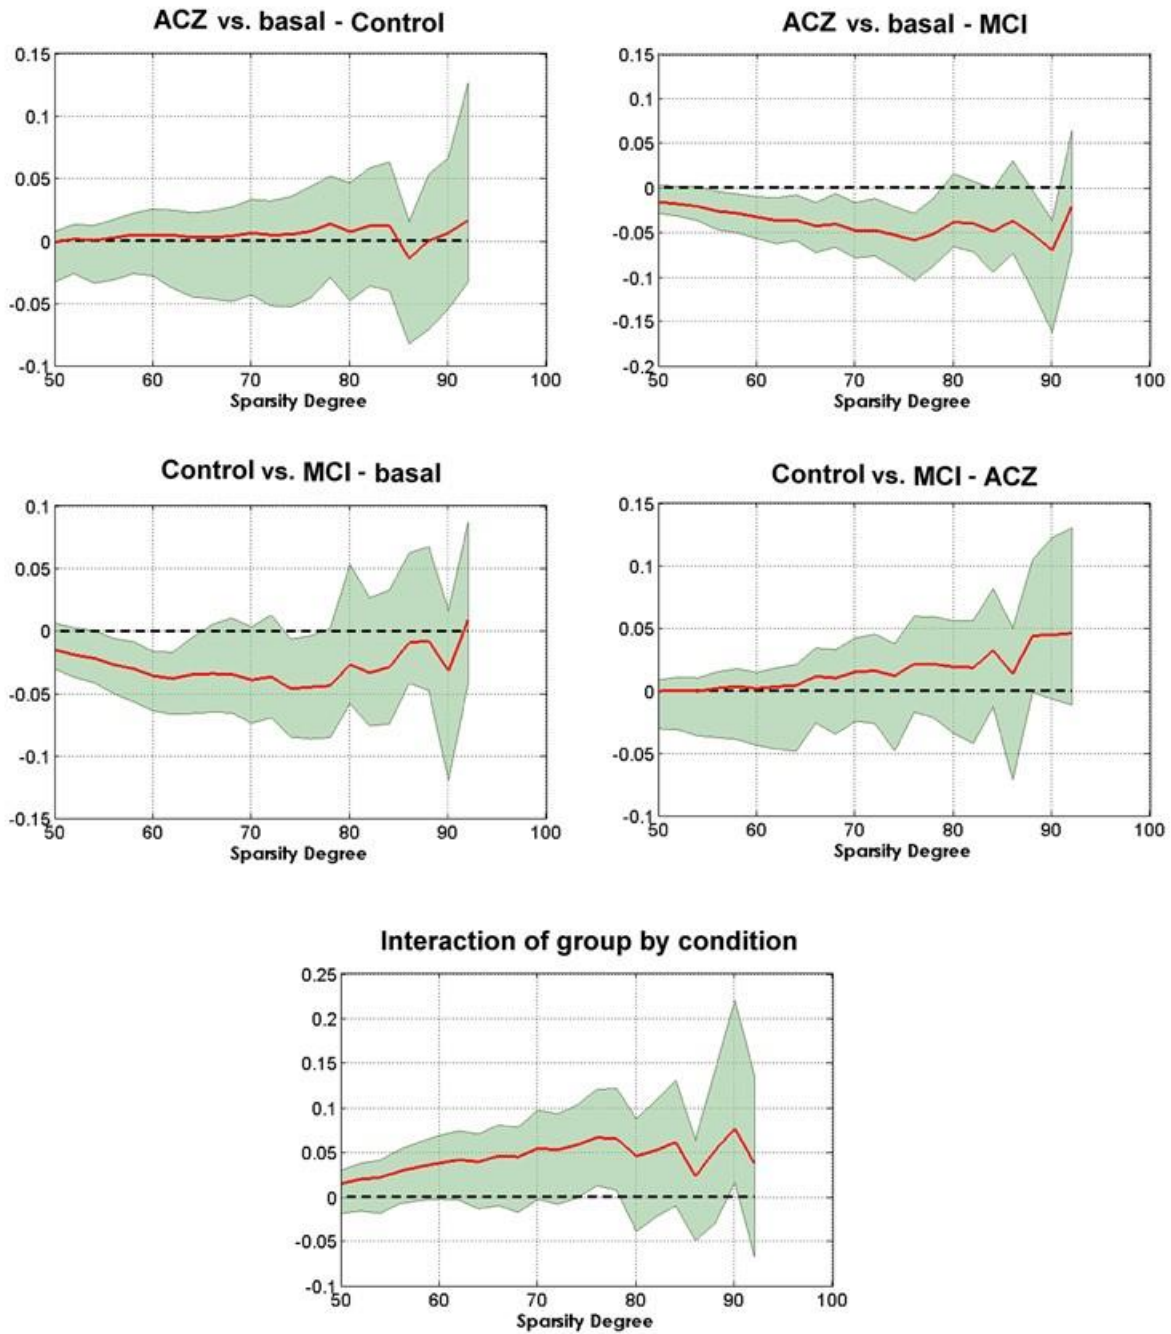 ACZ vs. basal - Control
0.15
0.1
0.05
0
-0.05
-0.1
50 60 70 80 90 100
Sparsity Degree
ACZ vs. basal - MCI
0.15
0.1
0.05
0
-0.05
-0.1
-0.15
-0.2
50 60 70 80 90 100
Sparsity Degree
Control vs. MCI - basal
0.1
0.05
0
-0.05
-0.1
-0.15
50 60 70 80 90 100
Sparsity Degree
Control vs. MCI - ACZ
0.15
0.1
0.05
0
-0.05
-0.1
50 60 70 80 90 100
Sparsity Degree
Interaction of group by condition
0.25
0.2
0.15
0.1
0.05
0
-0.05
-0.1
50 60 70 80 90 100
Sparsity Degree